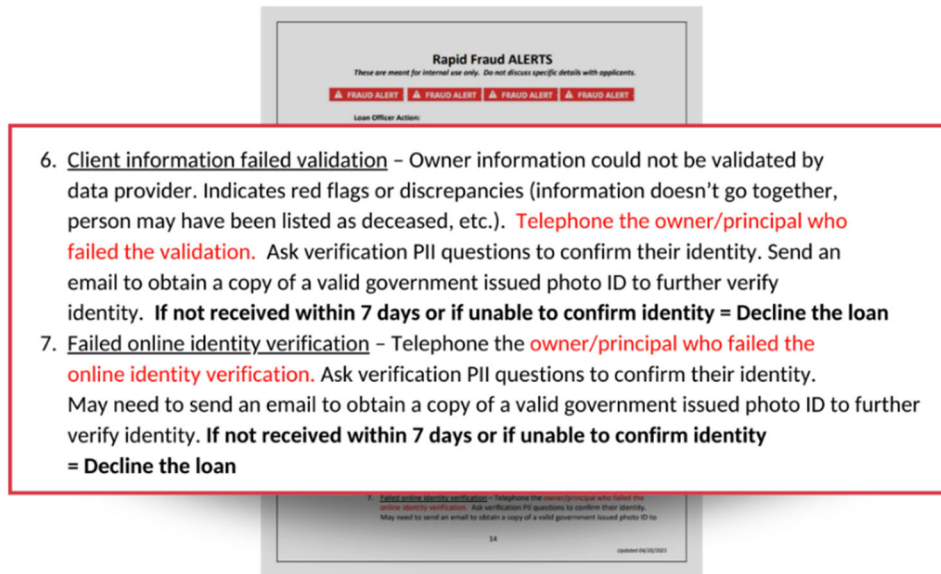 Rapid Fraud ALERTS
These are meant for internal use only. Do not discuss specific details with applicants.
FRAUD ALERT FRAUD ALERT FRAUD ALERT FRAUD ALERT
Loan Officer Action:
6. Client information failed validation – Owner information could not be validated by
data provider. Indicates red flags or discrepancies (information doesn’t go together,
person may have been listed as deceased, etc.). Telephone the owner/principal who
failed the validation. Ask verification PII questions to confirm their identity. Send an
email to obtain a copy of a valid government issued photo ID to further verify
identity. If not received within 7 days or if unable to confirm identity = Decline the loan
7. Failed online identity verification – Telephone the owner/principal who failed the
online identity verification. Ask verification PII questions to confirm their identity.
May need to send an email to obtain a copy of a valid government issued photo ID to further
verify identity. If not received within 7 days or if unable to confirm identity
= Decline the loan
7. Failed online identity verification – Telephone the owner/principal who failed the
online identity verification. Ask verification PII questions to confirm their identity.
May need to send an email to obtain a copy of a valid government issued photo ID to
14